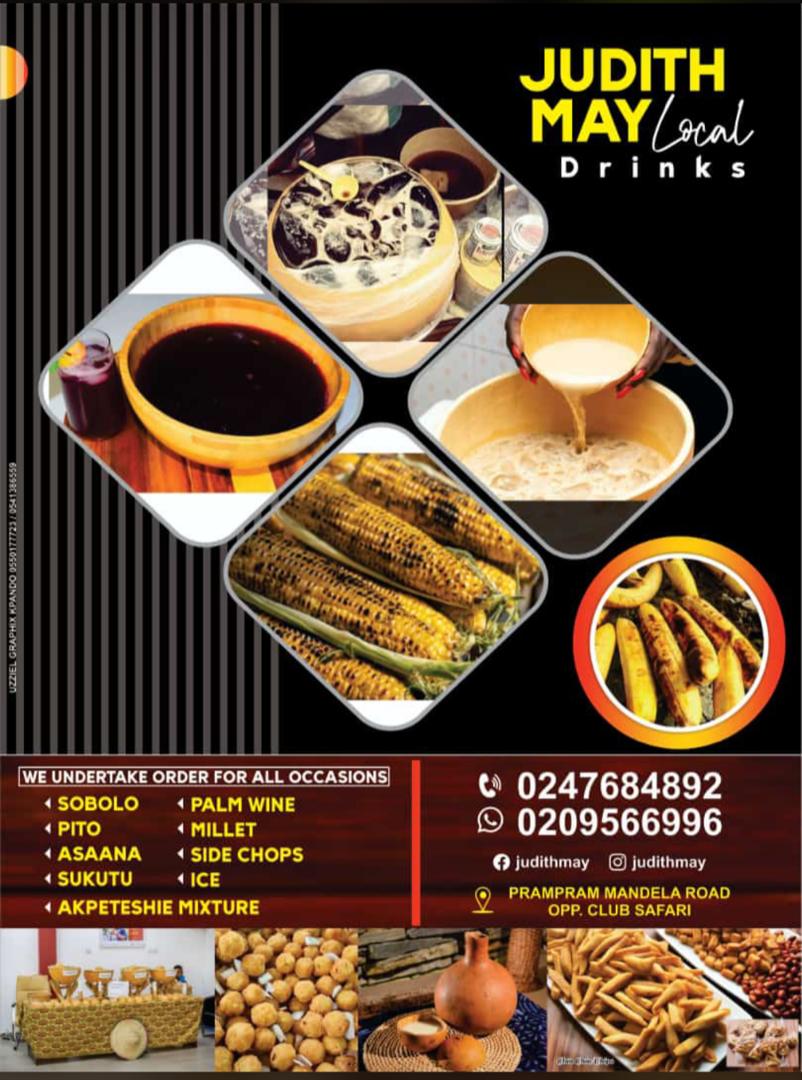 JUDITH
MAY Local
Drinks
UZZIEL GRAPHIX KPANDO 0550177723 / 0541386559
WE UNDERTAKE ORDER FOR ALL OCCASIONS
SOBOLO
PITO
ASAANA
SUKUTU
AKPETESHIE MIXTURE
PALM WINE
MILLET
SIDE CHOPS
ICE
0247684892
0209566996
judithmay judithmay
PRAMPRAM MANDELA ROAD
OPP. CLUB SAFARI